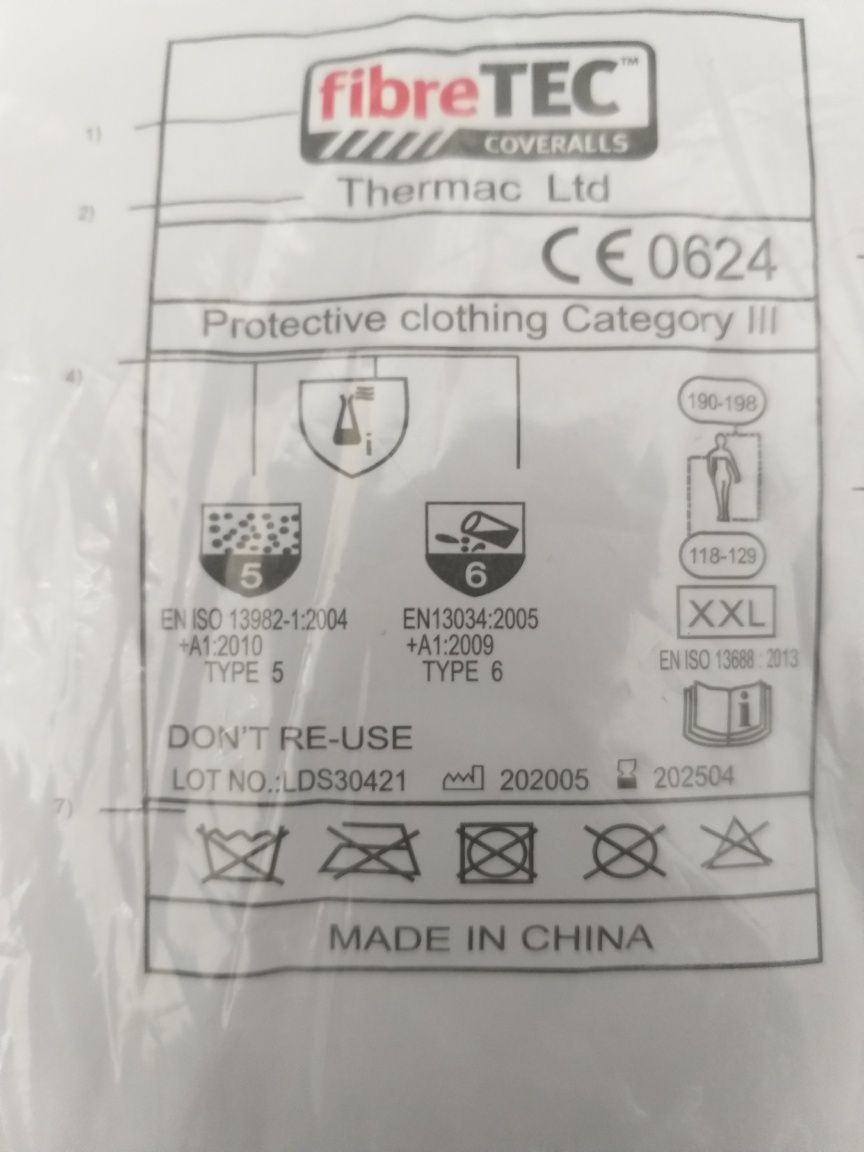 fibreTEC™
COVERALLS
1)
Thermac Ltd
2)
CE 0624
Protective clothing Category III
4)
190-198
i
5
6
118-129
EN ISO 13982-1:2004
+A1:2010
TYPE 5
EN13034:2005
+A1:2009
TYPE 6
XXL
EN ISO 13688 : 2013
i
DON'T RE-USE
LOT NO.:LDS30421 202005 202504
7)
MADE IN CHINA